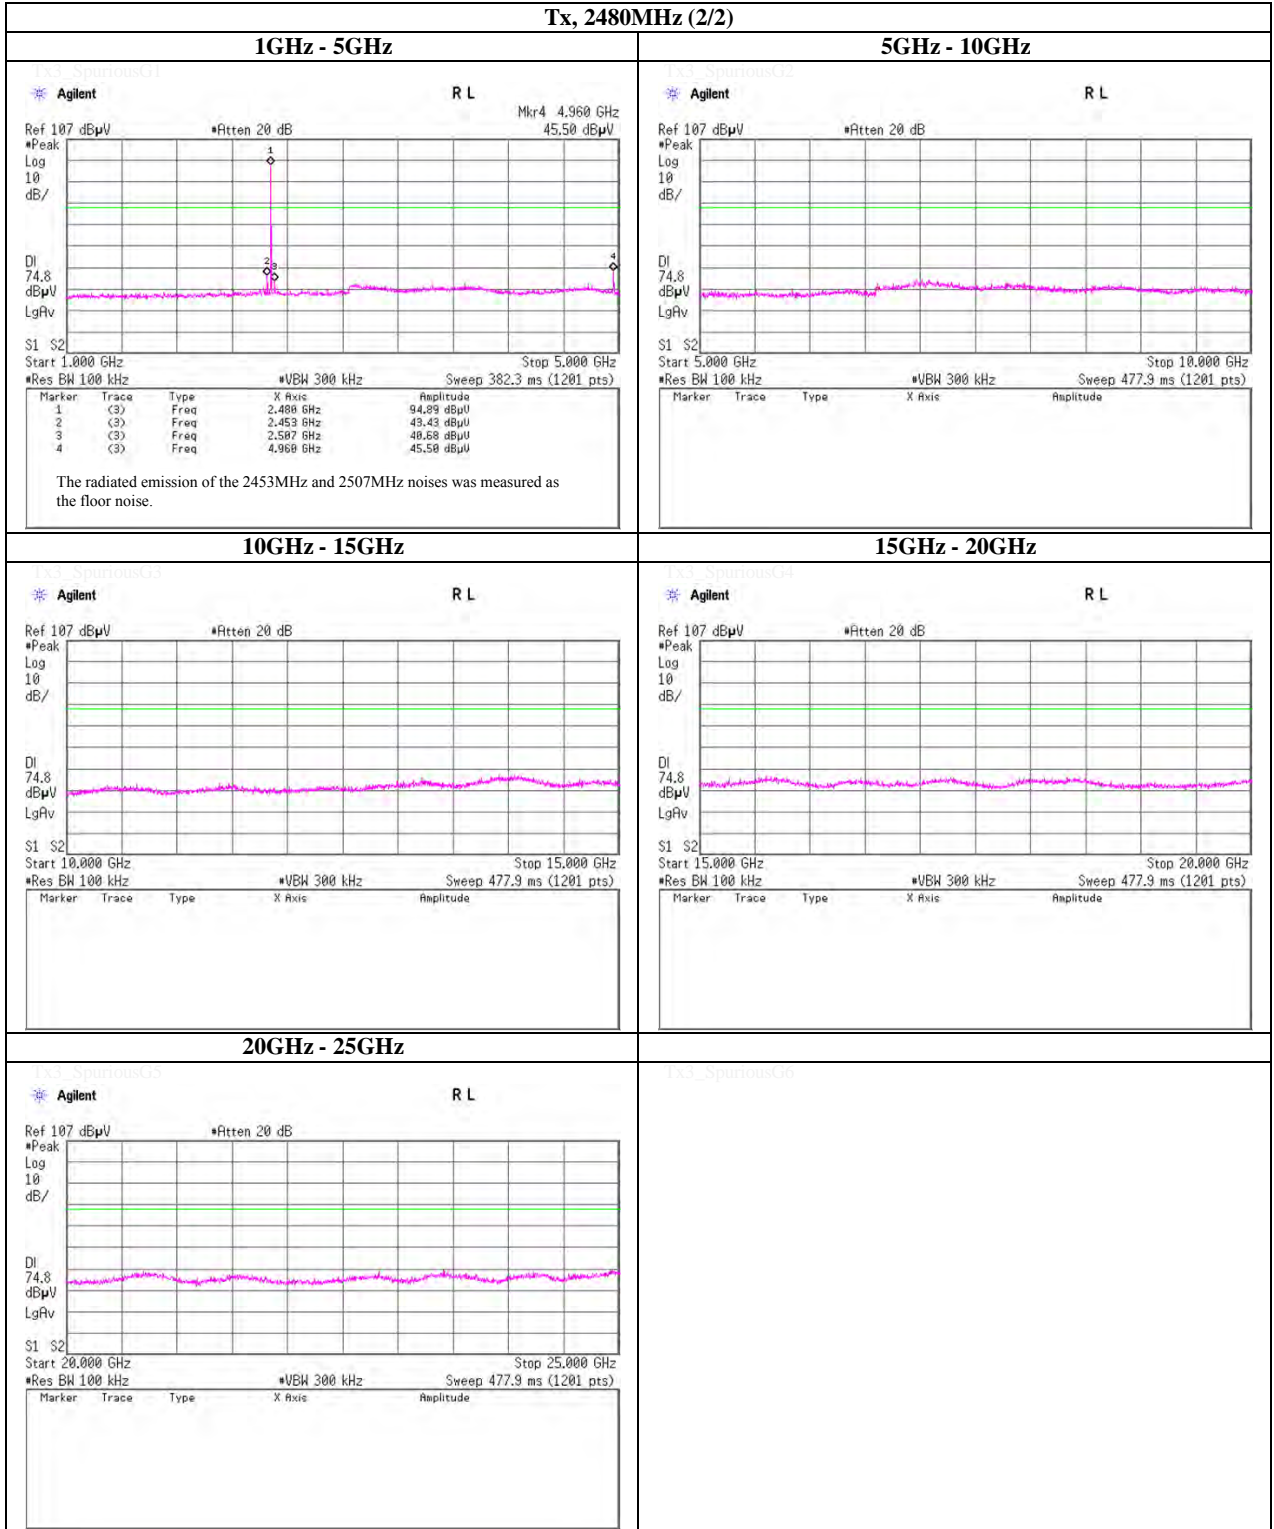 Tx, 2480MHz (2/2)
1GHz - 5GHz
Tx3_SpuriousG1
Agilent
R L
Mkr4 4.960 GHz
Ref 107 dBµV
#Atten 20 dB
45.50 dBµV
#Peak
Log
10
dB/
1
2
3
4
DI
74.8
dBµV
LgAv
S1 S2
Start 1.000 GHz
Stop 5.000 GHz
#Res BW 100 kHz
#VBW 300 kHz
Sweep 382.3 ms (1201 pts)
Marker Trace Type X Axis Amplitude
1 (3) Freq 2.480 GHz 94.89 dBµV
2 (3) Freq 2.453 GHz 43.43 dBµV
3 (3) Freq 2.507 GHz 40.68 dBµV
4 (3) Freq 4.960 GHz 45.50 dBµV
The radiated emission of the 2453MHz and 2507MHz noises was measured as
the floor noise.
5GHz - 10GHz
Tx3_SpuriousG2
Agilent
R L
Ref 107 dBµV
#Atten 20 dB
#Peak
Log
10
dB/
DI
74.8
dBµV
LgAv
S1 S2
Start 5.000 GHz
Stop 10.000 GHz
#Res BW 100 kHz
#VBW 300 kHz
Sweep 477.9 ms (1201 pts)
Marker Trace Type X Axis Amplitude
10GHz - 15GHz
Tx3_SpuriousG3
Agilent
R L
Ref 107 dBµV
#Atten 20 dB
#Peak
Log
10
dB/
DI
74.8
dBµV
LgAv
S1 S2
Start 10.000 GHz
Stop 15.000 GHz
#Res BW 100 kHz
#VBW 300 kHz
Sweep 477.9 ms (1201 pts)
Marker Trace Type X Axis Amplitude
15GHz - 20GHz
Tx3_SpuriousG4
Agilent
R L
Ref 107 dBµV
#Atten 20 dB
#Peak
Log
10
dB/
DI
74.8
dBµV
LgAv
S1 S2
Start 15.000 GHz
Stop 20.000 GHz
#Res BW 100 kHz
#VBW 300 kHz
Sweep 477.9 ms (1201 pts)
Marker Trace Type X Axis Amplitude
20GHz - 25GHz
Tx3_SpuriousG5
Agilent
R L
Ref 107 dBµV
#Atten 20 dB
#Peak
Log
10
dB/
DI
74.8
dBµV
LgAv
S1 S2
Start 20.000 GHz
Stop 25.000 GHz
#Res BW 100 kHz
#VBW 300 kHz
Sweep 477.9 ms (1201 pts)
Marker Trace Type X Axis Amplitude
Tx3_SpuriousG6